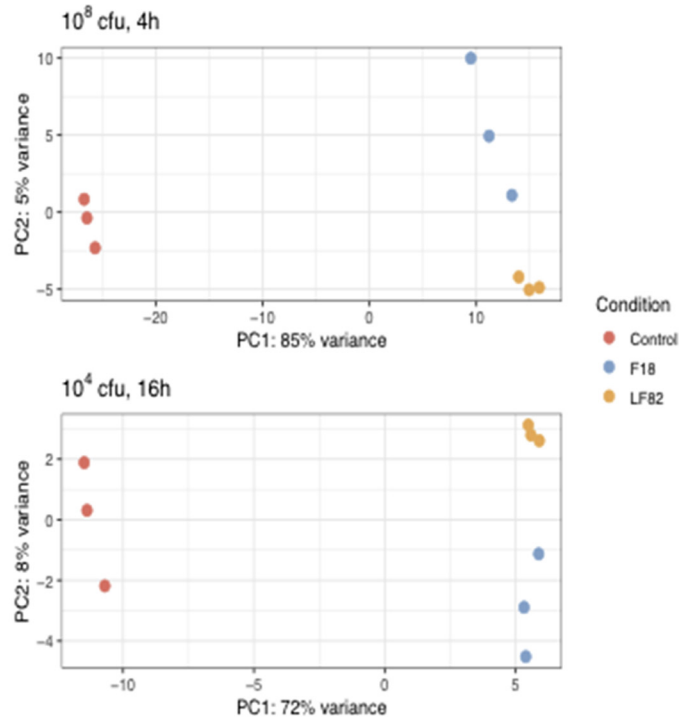 10⁸ cfu, 4h
10
5
0
−5
PC2: 5% variance
−20
−10
0
10
PC1: 85% variance
Condition
Control
F18
LF82
10⁴ cfu, 16h
2
0
−2
−4
PC2: 8% variance
−10
−5
0
5
PC1: 72% variance